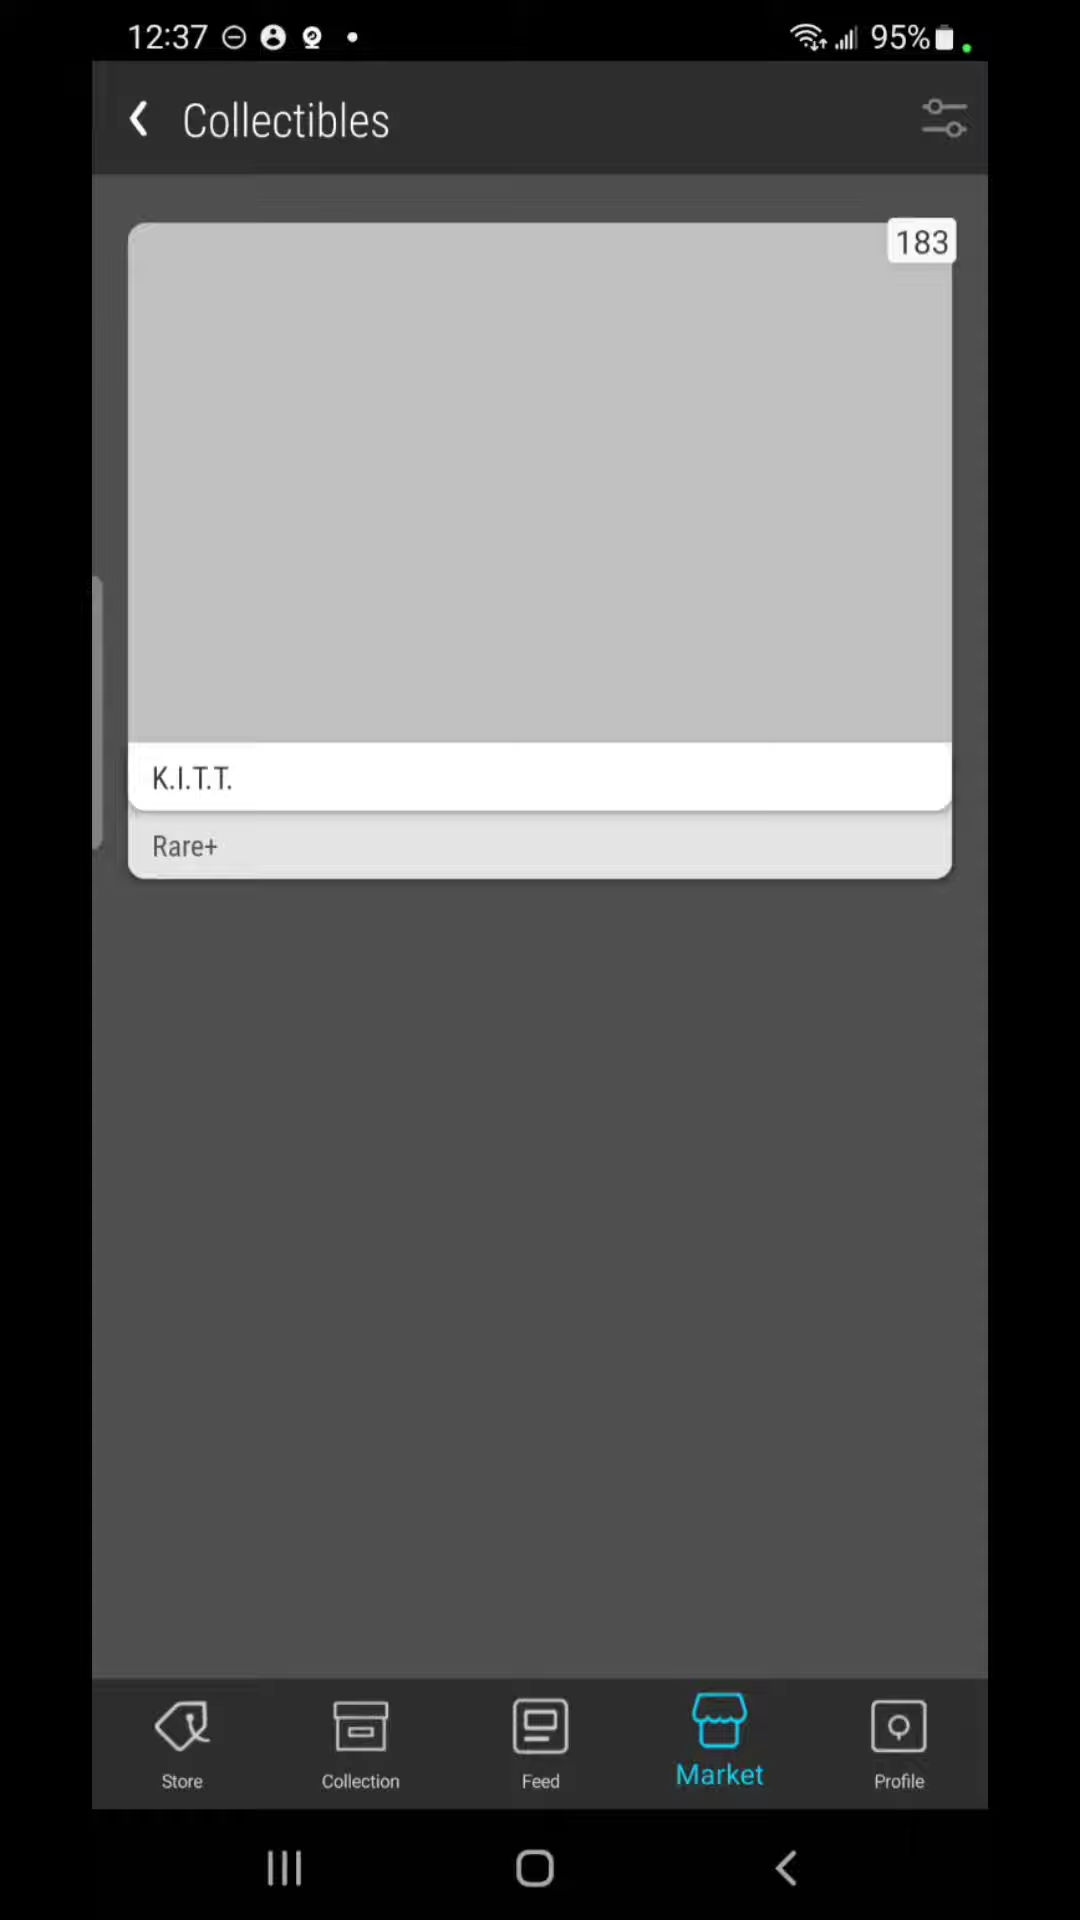 12:37 95%
Collectibles
183
K.I.T.T.
Rare+
Store Collection Feed Market Profile